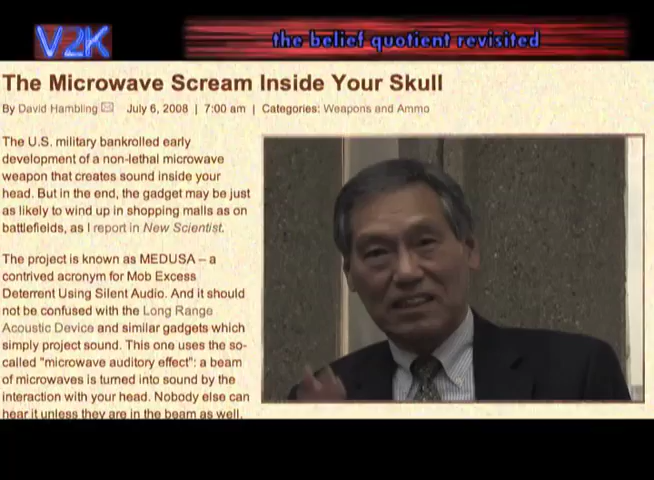 V2K
the belief quotient revisited
The Microwave Scream Inside Your Skull
By David Hambling July 6, 2008 | 7:00 am | Categories: Weapons and Ammo
The U.S. military bankrolled early
development of a non-lethal microwave
weapon that creates sound inside your
head. But in the end, the gadget may be just
as likely to wind up in shopping malls as on
battlefields, as I report in New Scientist.
The project is known as MEDUSA – a
contrived acronym for Mob Excess
Deterrent Using Silent Audio. And it should
not be confused with the Long Range
Acoustic Device and similar gadgets which
simply project sound. This one uses the so-
called "microwave auditory effect": a beam
of microwaves is turned into sound by the
interaction with your head. Nobody else can
hear it unless they are in the beam as well.